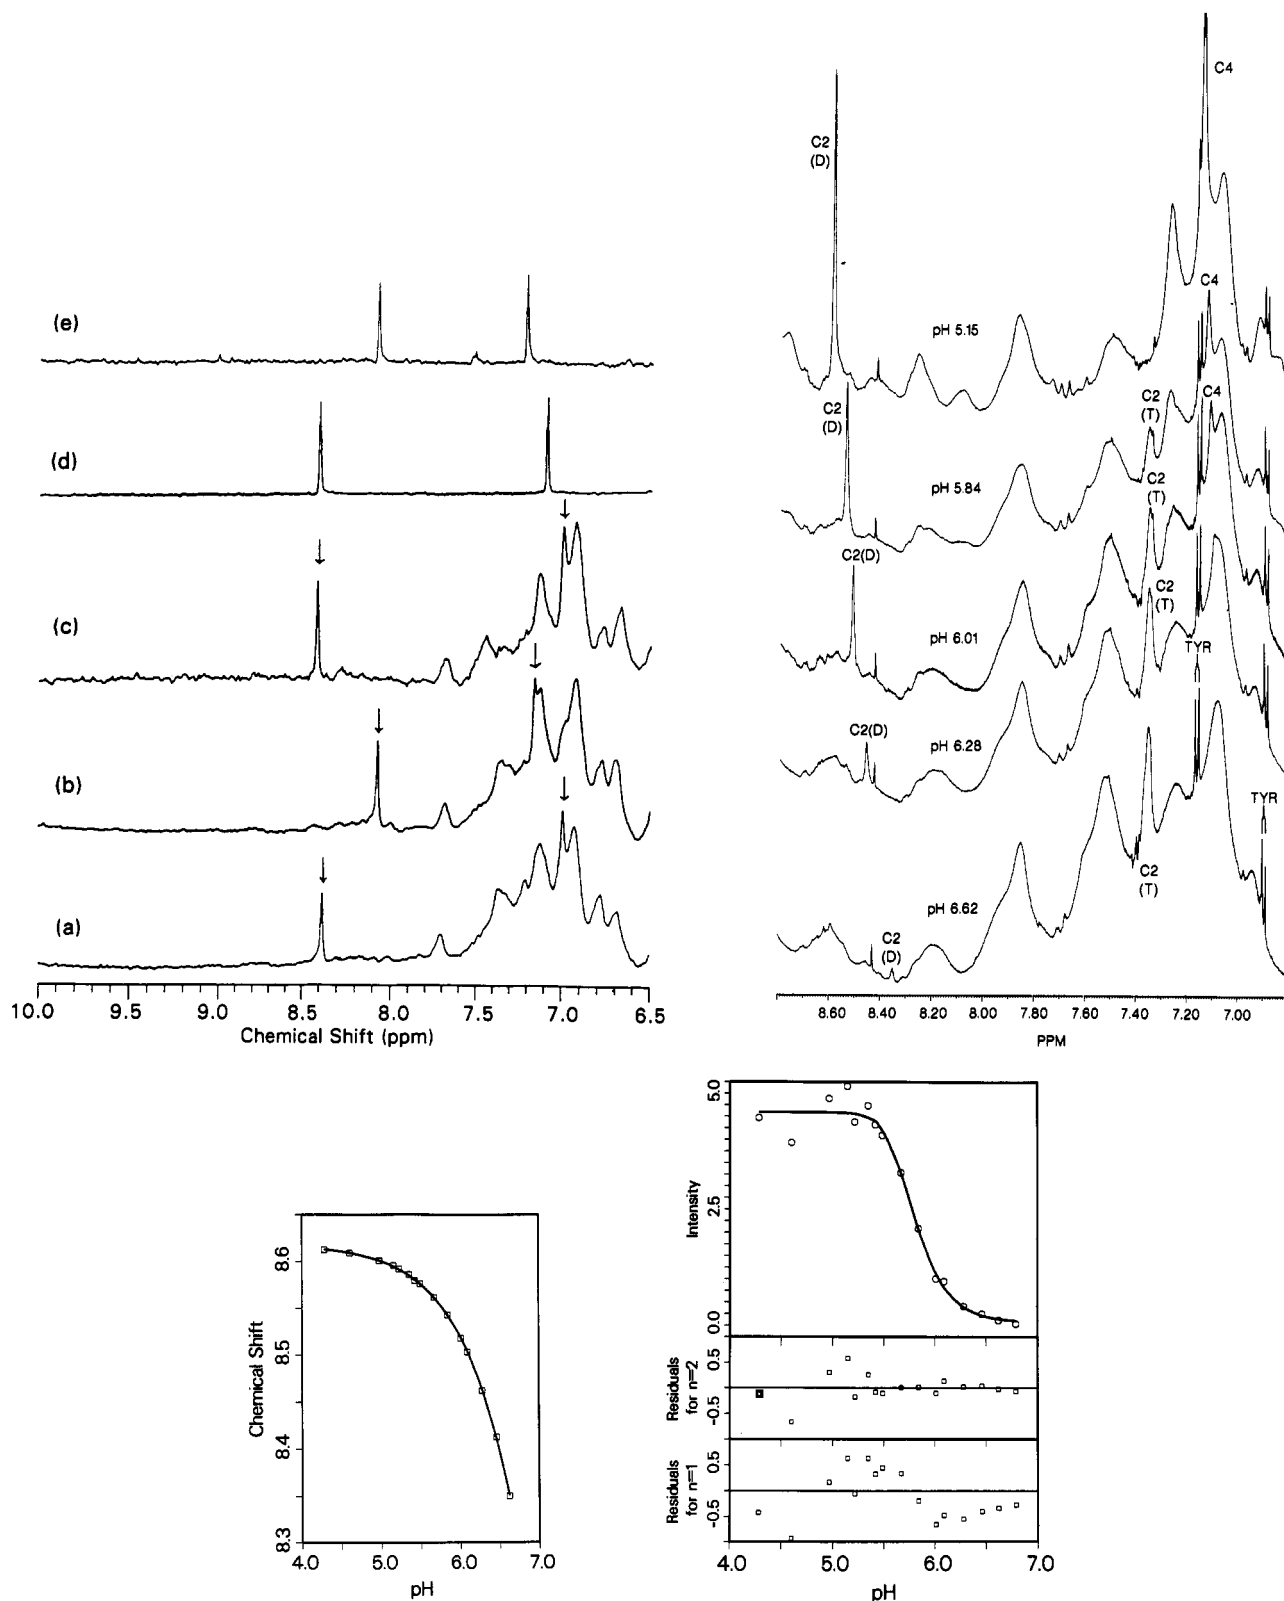 (e)
(d)
(c)
(b)
(a)
10.0 9.5 9.0 8.5 8.0 7.5 7.0 6.5
Chemical Shift (ppm)
C4
C2
(D)
pH 5.15
C4
C2
(D)
C2
(T)
C4
pH 5.84
C2
(T)
C2(D)
C2
(T)
pH 6.01
TYR
C2(D)
pH 6.28
TYR
C2
(T)
pH 6.62
C2
(D)
8.60 8.40 8.20 8.00 7.80 7.60 7.40 7.20 7.00
PPM
8.6
8.5
8.4
8.3
Chemical Shift
4.0 5.0 6.0 7.0
pH
5.0
2.5
0.0
Intensity
0.5
-0.5
Residuals
for n=2
0.5
-0.5
Residuals
for n=1
4.0 5.0 6.0 7.0
pH